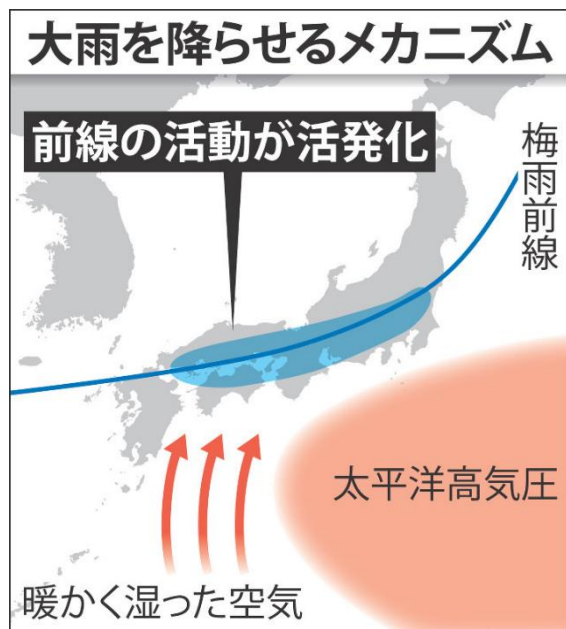 大雨を降らせるメカニズム
前線の活動が活発化
梅雨前線
太平洋高気圧
暖かく湿った空気